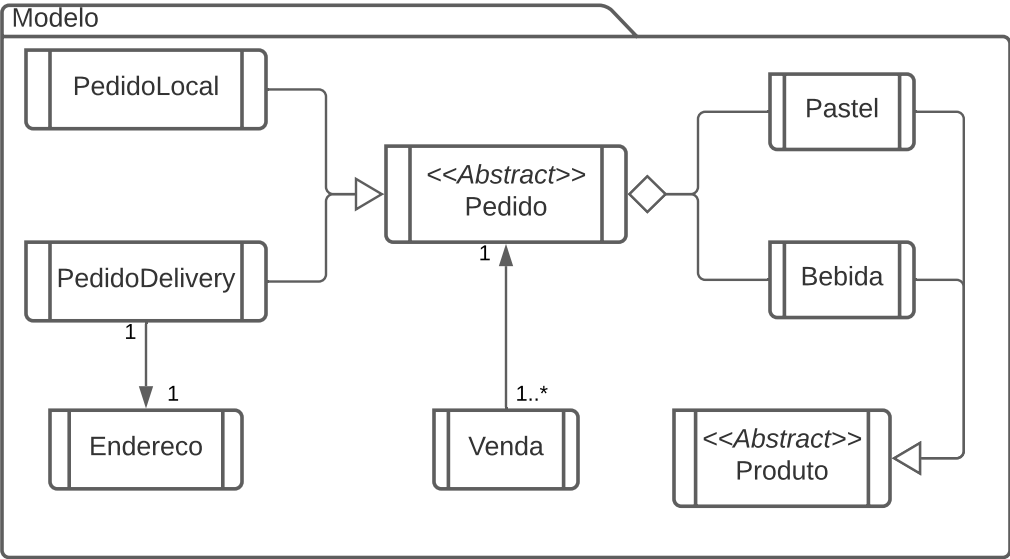 Modelo
PedidoLocal
Pastel
<<Abstract>>
Pedido
PedidoDelivery
Bebida
1
1
1
1..*
Endereco
Venda
<<Abstract>>
Produto